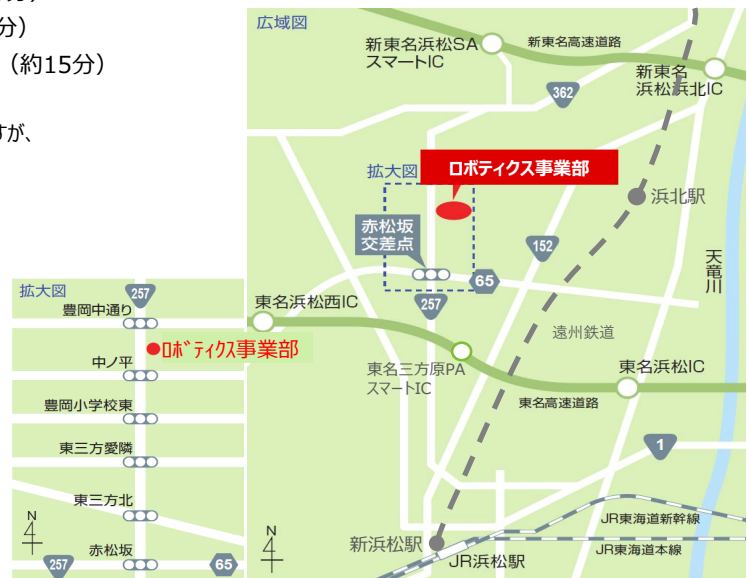 分）
（約15分）
すが、
広域図
新東名浜松SA
スマートIC
新東名高速道路
新東名
浜松浜北IC
362
拡大図
ロボティクス事業部
浜北駅
赤松坂
交差点
152
天竜川
65
257
東名浜松西IC
遠州鉄道
東名三方原PA
スマートIC
東名浜松IC
東名高速道路
1
JR東海道新幹線
新浜松駅
JR浜松駅
JR東海道本線
N
拡大図
257
豊岡中通り
ロボティクス事業部
中ノ平
豊岡小学校東
東三方愛隣
東三方北
N
赤松坂
257
65